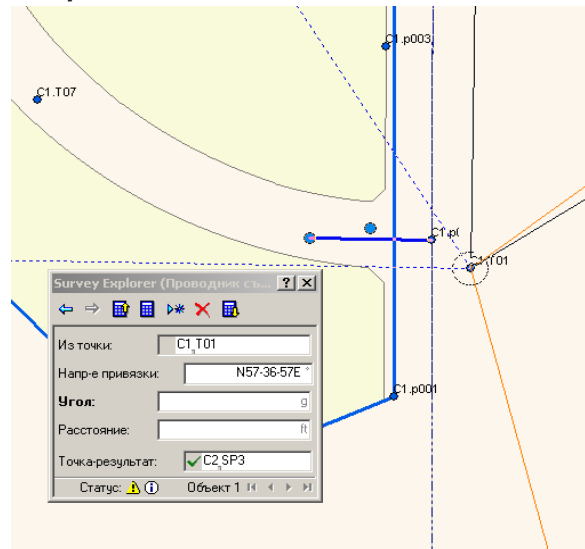 C1.p003
C1.T07
C1.p(
C1.T01
Survey Explorer (Проводник съ...
Из точки: C1,T01
Напр-е привязки: N57-36-57E °
Угол: g
Расстояние: ft
C1.p001
Точка-результат: C2,SP3
Статус: Объект 1